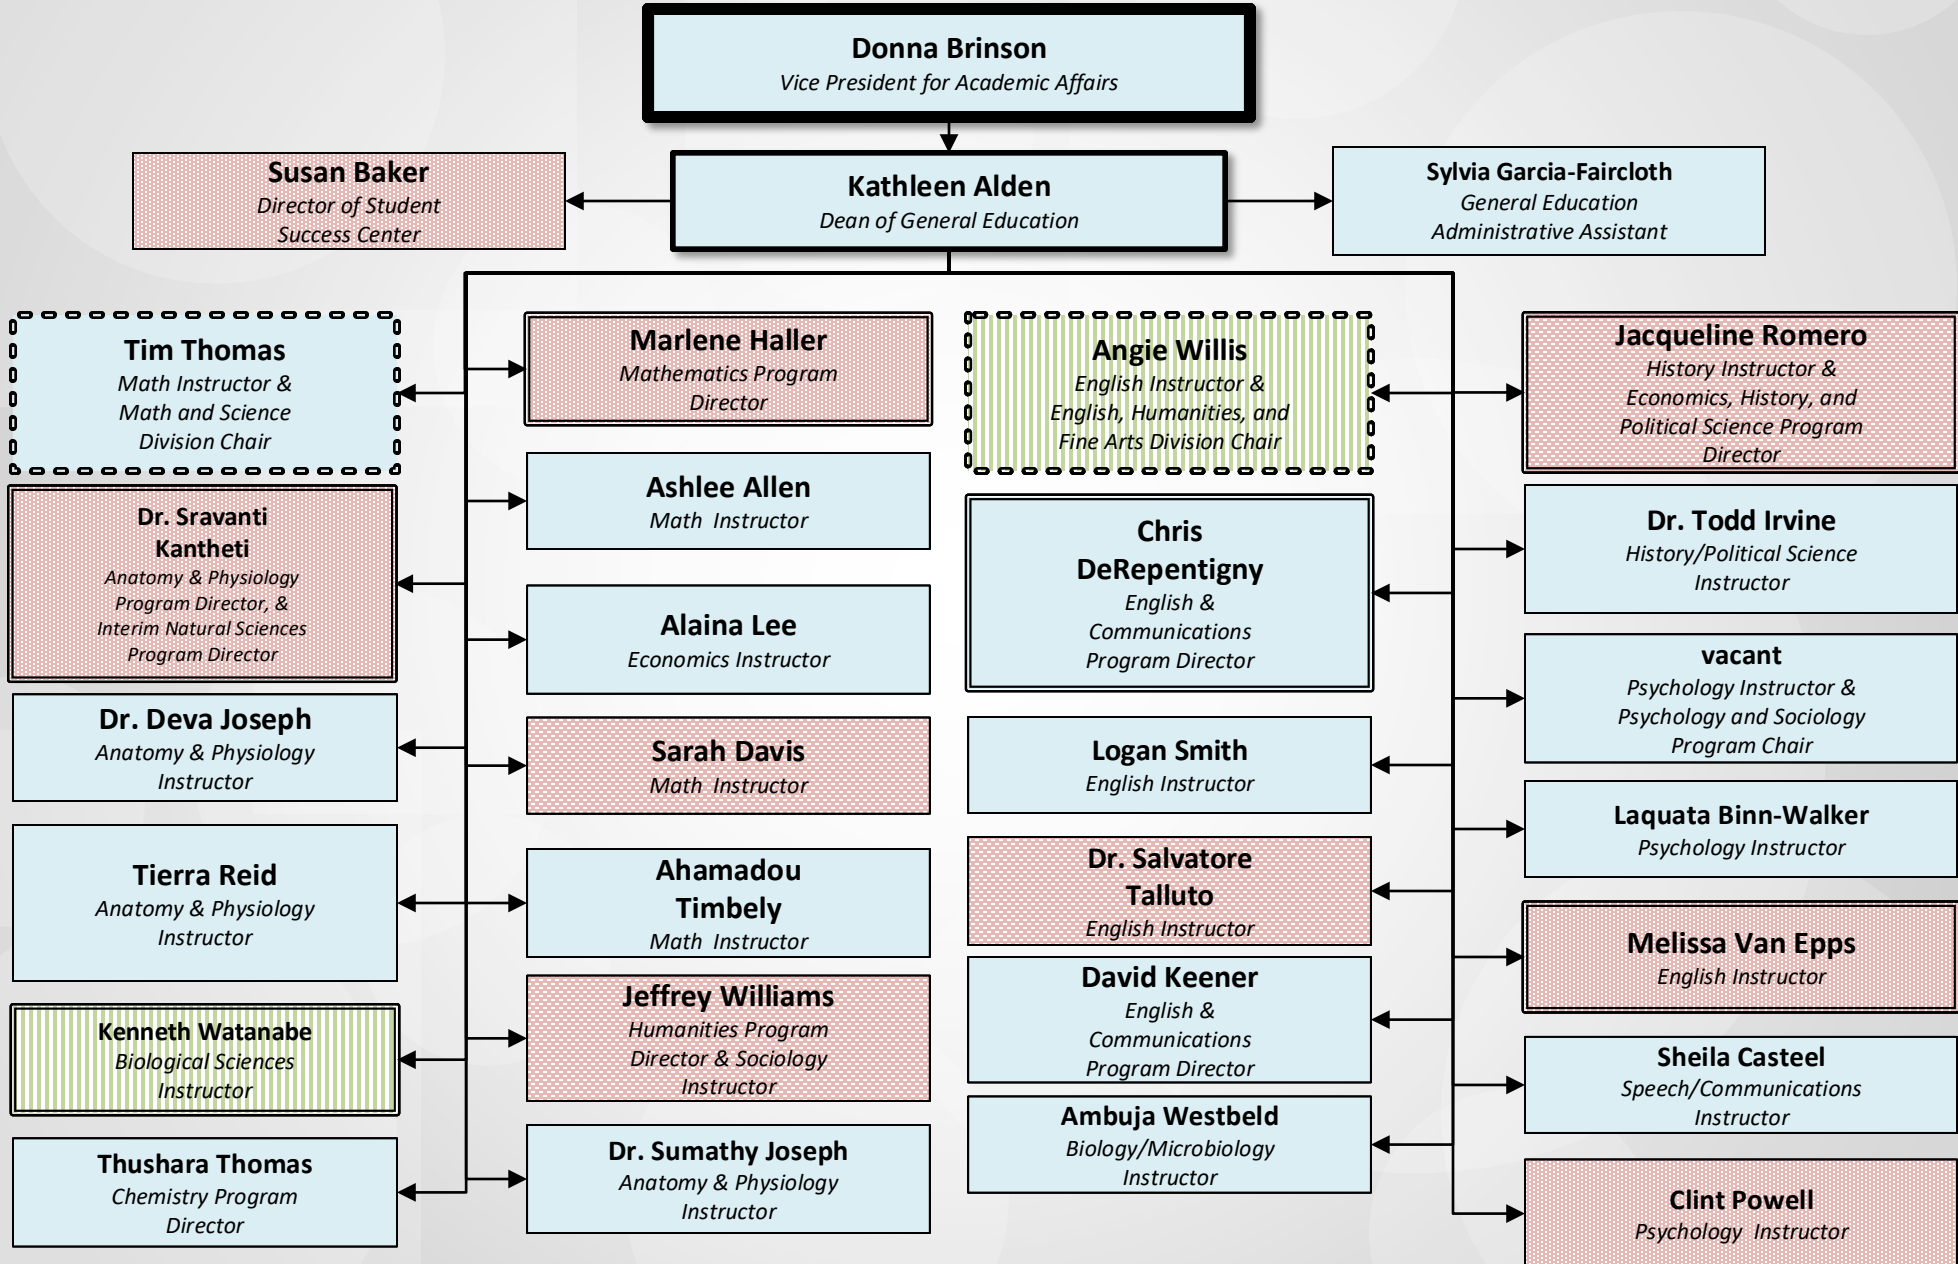 Donna Brinson
Vice President for Academic Affairs
Susan Baker
Director of Student
Success Center
Kathleen Alden
Dean of General Education
Sylvia Garcia-Faircloth
General Education
Administrative Assistant
Tim Thomas
Math Instructor &
Math and Science
Division Chair
Dr. Sravanti
Kantheti
Anatomy & Physiology
Program Director, &
Interim Natural Sciences
Program Director
Dr. Deva Joseph
Anatomy & Physiology
Instructor
Tierra Reid
Anatomy & Physiology
Instructor
Kenneth Watanabe
Biological Sciences
Instructor
Thushara Thomas
Chemistry Program
Director
Marlene Haller
Mathematics Program
Director
Ashlee Allen
Math Instructor
Alaina Lee
Economics Instructor
Sarah Davis
Math Instructor
Ahamadou
Timbely
Math Instructor
Jeffrey Williams
Humanities Program
Director & Sociology
Instructor
Dr. Sumathy Joseph
Anatomy & Physiology
Instructor
Angie Willis
English Instructor &
English, Humanities, and
Fine Arts Division Chair
Chris
DeRepentigny
English &
Communications
Program Director
Logan Smith
English Instructor
Dr. Salvatore
Talluto
English Instructor
David Keener
English &
Communications
Program Director
Ambuja Westbeld
Biology/Microbiology
Instructor
Jacqueline Romero
History Instructor &
Economics, History, and
Political Science Program
Director
Dr. Todd Irvine
History/Political Science
Instructor
vacant
Psychology Instructor &
Psychology and Sociology
Program Chair
Laquata Binn-Walker
Psychology Instructor
Melissa Van Epps
English Instructor
Sheila Casteel
Speech/Communications
Instructor
Clint Powell
Psychology Instructor